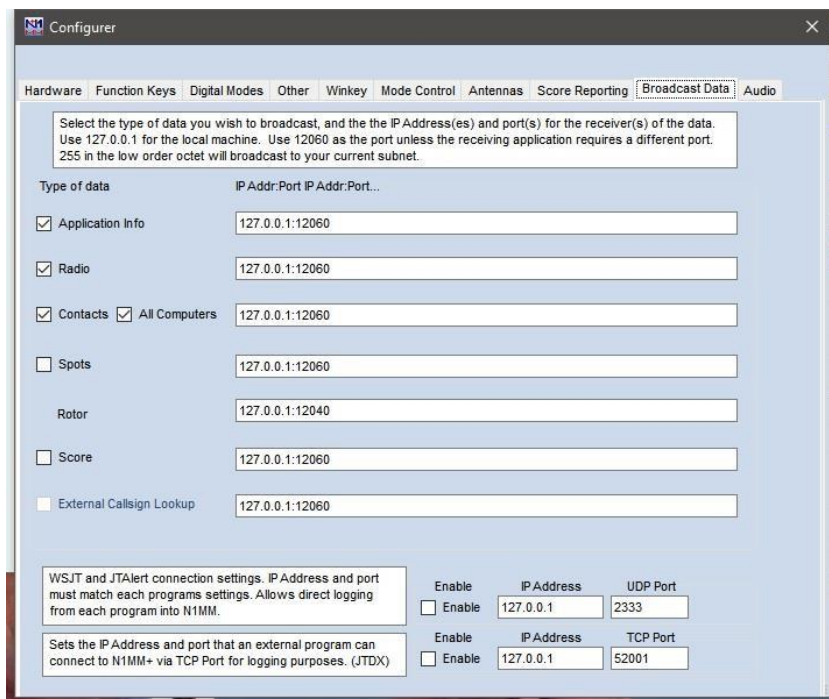 N1
MM
Configurer
Hardware Function Keys Digital Modes Other Winkey Mode Control Antennas Score Reporting Broadcast Data Audio
Select the type of data you wish to broadcast, and the the IP Address(es) and port(s) for the receiver(s) of the data.
Use 127.0.0.1 for the local machine. Use 12060 as the port unless the receiving application requires a different port.
255 in the low order octet will broadcast to your current subnet.
Type of data IP Addr:Port IP Addr:Port...
Application Info 127.0.0.1:12060
Radio 127.0.0.1:12060
Contacts All Computers 127.0.0.1:12060
Spots 127.0.0.1:12060
Rotor 127.0.0.1:12040
Score 127.0.0.1:12060
External Callsign Lookup 127.0.0.1:12060
WSJT and JTAlert connection settings. IP Address and port
must match each programs settings. Allows direct logging
from each program into N1MM.
Enable IP Address UDP Port
Enable 127.0.0.1 2333
Sets the IP Address and port that an external program can
connect to N1MM+ via TCP Port for logging purposes. (JTDX)
Enable IP Address TCP Port
Enable 127.0.0.1 52001